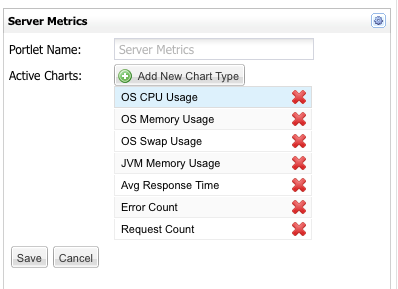 Server Metrics
Portlet Name: Server Metrics
Active Charts: Add New Chart Type
OS CPU Usage
OS Memory Usage
OS Swap Usage
JVM Memory Usage
Avg Response Time
Error Count
Request Count
Save Cancel